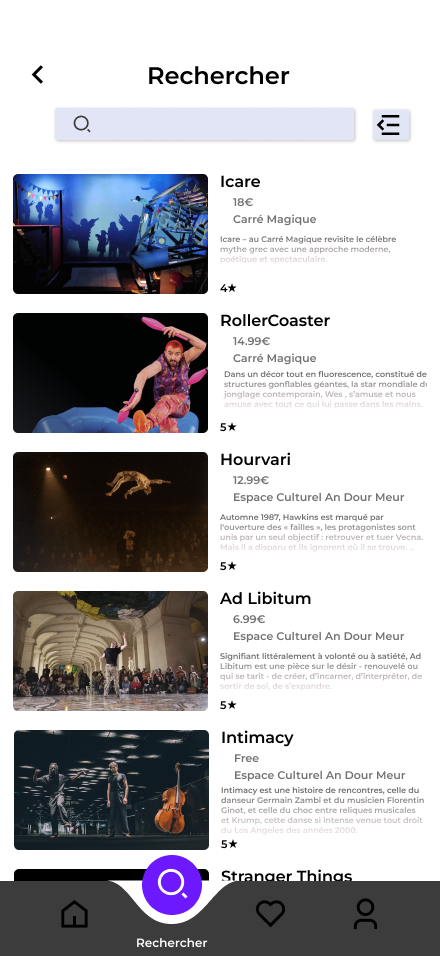 Rechercher
Icare
18€
Carré Magique
Icare – au Carré Magique revisite le célèbre
mythe grec avec une approche moderne,
poétique et spectaculaire.
4★
RollerCoaster
14.99€
Carré Magique
Dans un décor tout en fluorescence, constitué de
structures gonflables géantes, la star mondiale du
jonglage contemporain, Wes , s'amuse et nous
amuse avec tout ce qui lui passe dans les mains.
5★
Hourvari
12.99€
Espace Culturel An Dour Meur
Automne 1987, Hawkins est marqué par
l'ouverture des « failles », les protagonistes sont
unis par un seul objectif : retrouver et tuer Vecna.
Mais il a disparu et ils ignorent où il se trouve. ..
5★
Ad Libitum
6.99€
Espace Culturel An Dour Meur
Signifiant littéralement à volonté ou à satiété, Ad
Libitum est une pièce sur le désir - renouvelé ou
qui se tarit - de créer, d'incarner, d'interpréter, de
sortir de soi, de s'expandre.
5★
Intimacy
Free
Espace Culturel An Dour Meur
Intimacy est une histoire de rencontres, celle du
danseur Germain Zambi et du musicien Florentin
Ginot, et celle du choc entre reliques musicales
et Krump, cette danse si intense venue tout droit
du Los Angeles des années 2000.
5★
Stranger Things
Rechercher